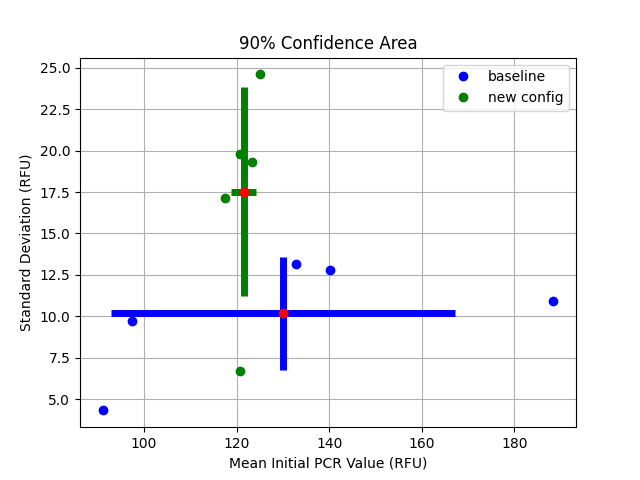 90% Confidence Area
baseline
new config
25.0
22.5
20.0
17.5
15.0
12.5
10.0
7.5
5.0
Standard Deviation (RFU)
100 120 140 160 180
Mean Initial PCR Value (RFU)